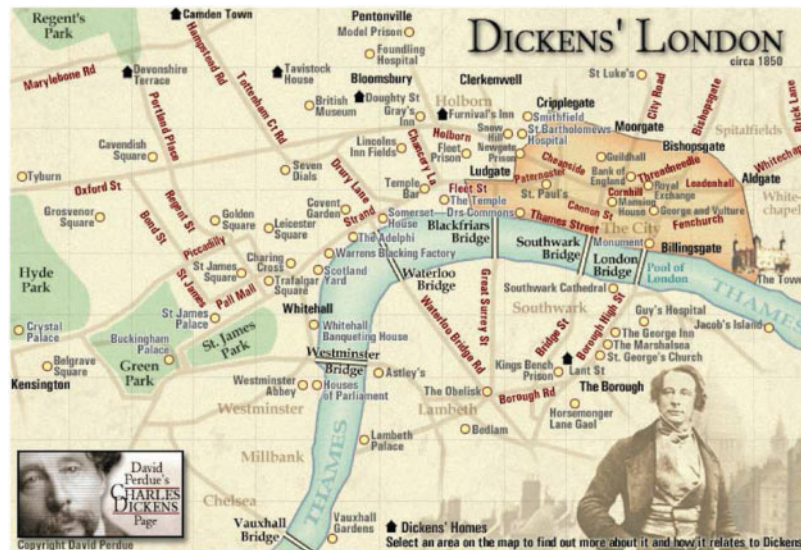 DICKENS' LONDON
circa 1850
Regent's
Park
Camden Town
Pentonville
Model Prison
Foundling
Hospital
Marylebone Rd
Devonshire
Terrace
Hampstead Rd
Tottenham Ct Rd
Tavistock
House
Bloomsbury
Clerkenwell
St Luke's
City Road
Bishopsgate
Brick Lane
Portland Place
British
Museum
Doughty St
Gray's
Inn
Holborn
Furnival's Inn
Cripplegate
Smithfield
Moorgate
Spitalfields
Snow
Hill
St Bartholomews
Hospital
Newgate
Prison
Bishopsgate
Cavendish
Square
Lincolns
Inn Fields
Chancery Ln
Holborn
Fleet
Prison
Ludgate
Cheapside
Guildhall
Bank of
England
Threadneedle
Whitechap
Tyburn
Oxford St
Seven
Dials
Drury Lane
Temple
Bar
Fleet St
Paternoster
St. Paul's
Cornhill
Royal
Exchange
Leadenhall
Aldgate
White-
chapel
Grosvenor
Square
Bond St
Regent St
Golden
Square
Leicester
Square
Covent
Garden
Strand
Somerset
House
The Temple
Drs Commons
Cannon St
Mansion
House
George and Vulture
Thames Street
The City
Fenchurch
Piccadilly
The Adelphi
Blackfriars
Bridge
Southwark
Bridge
London
Bridge
Monument
Billingsgate
Hyde
Park
St James
St James
Square
Pall Mall
Charing
Cross
Trafalgar
Square
Warrens Blacking Factory
Scotland
Yard
Waterloo
Bridge
Great Surrey St
Pool of
London
The Town
Southwark Cathedral
THAMES
Whitehall
Waterloo Bridge Rd
Southwark
Bridge St
Borough High St
Guy's Hospital
Jacob's Island
St James
Palace
Crystal
Palace
Buckingham
Palace
St. James
Park
Whitehall
Banqueting House
The George Inn
The Marshalsea
St. George's Church
Belgrave
Square
Green
Park
Westminster
Bridge
Astley's
Kings Bench
Prison
Lant St
Kensington
Westminster
Abbey
Houses
of Parliament
The Obelisk
Borough Rd
The Borough
Westminster
Lambeth
Horsemonger
Lane Gaol
Bedlam
Lambeth
Palace
Millbank
THAMES
Chelsea
David
Perdue's
CHARLES
DICKENS
Page
Vauxhall
Bridge
Vauxhall
Gardens
Dickens' Homes
Copyright David Perdue
Select an area on the map to find out more about it and how it relates to Dickens